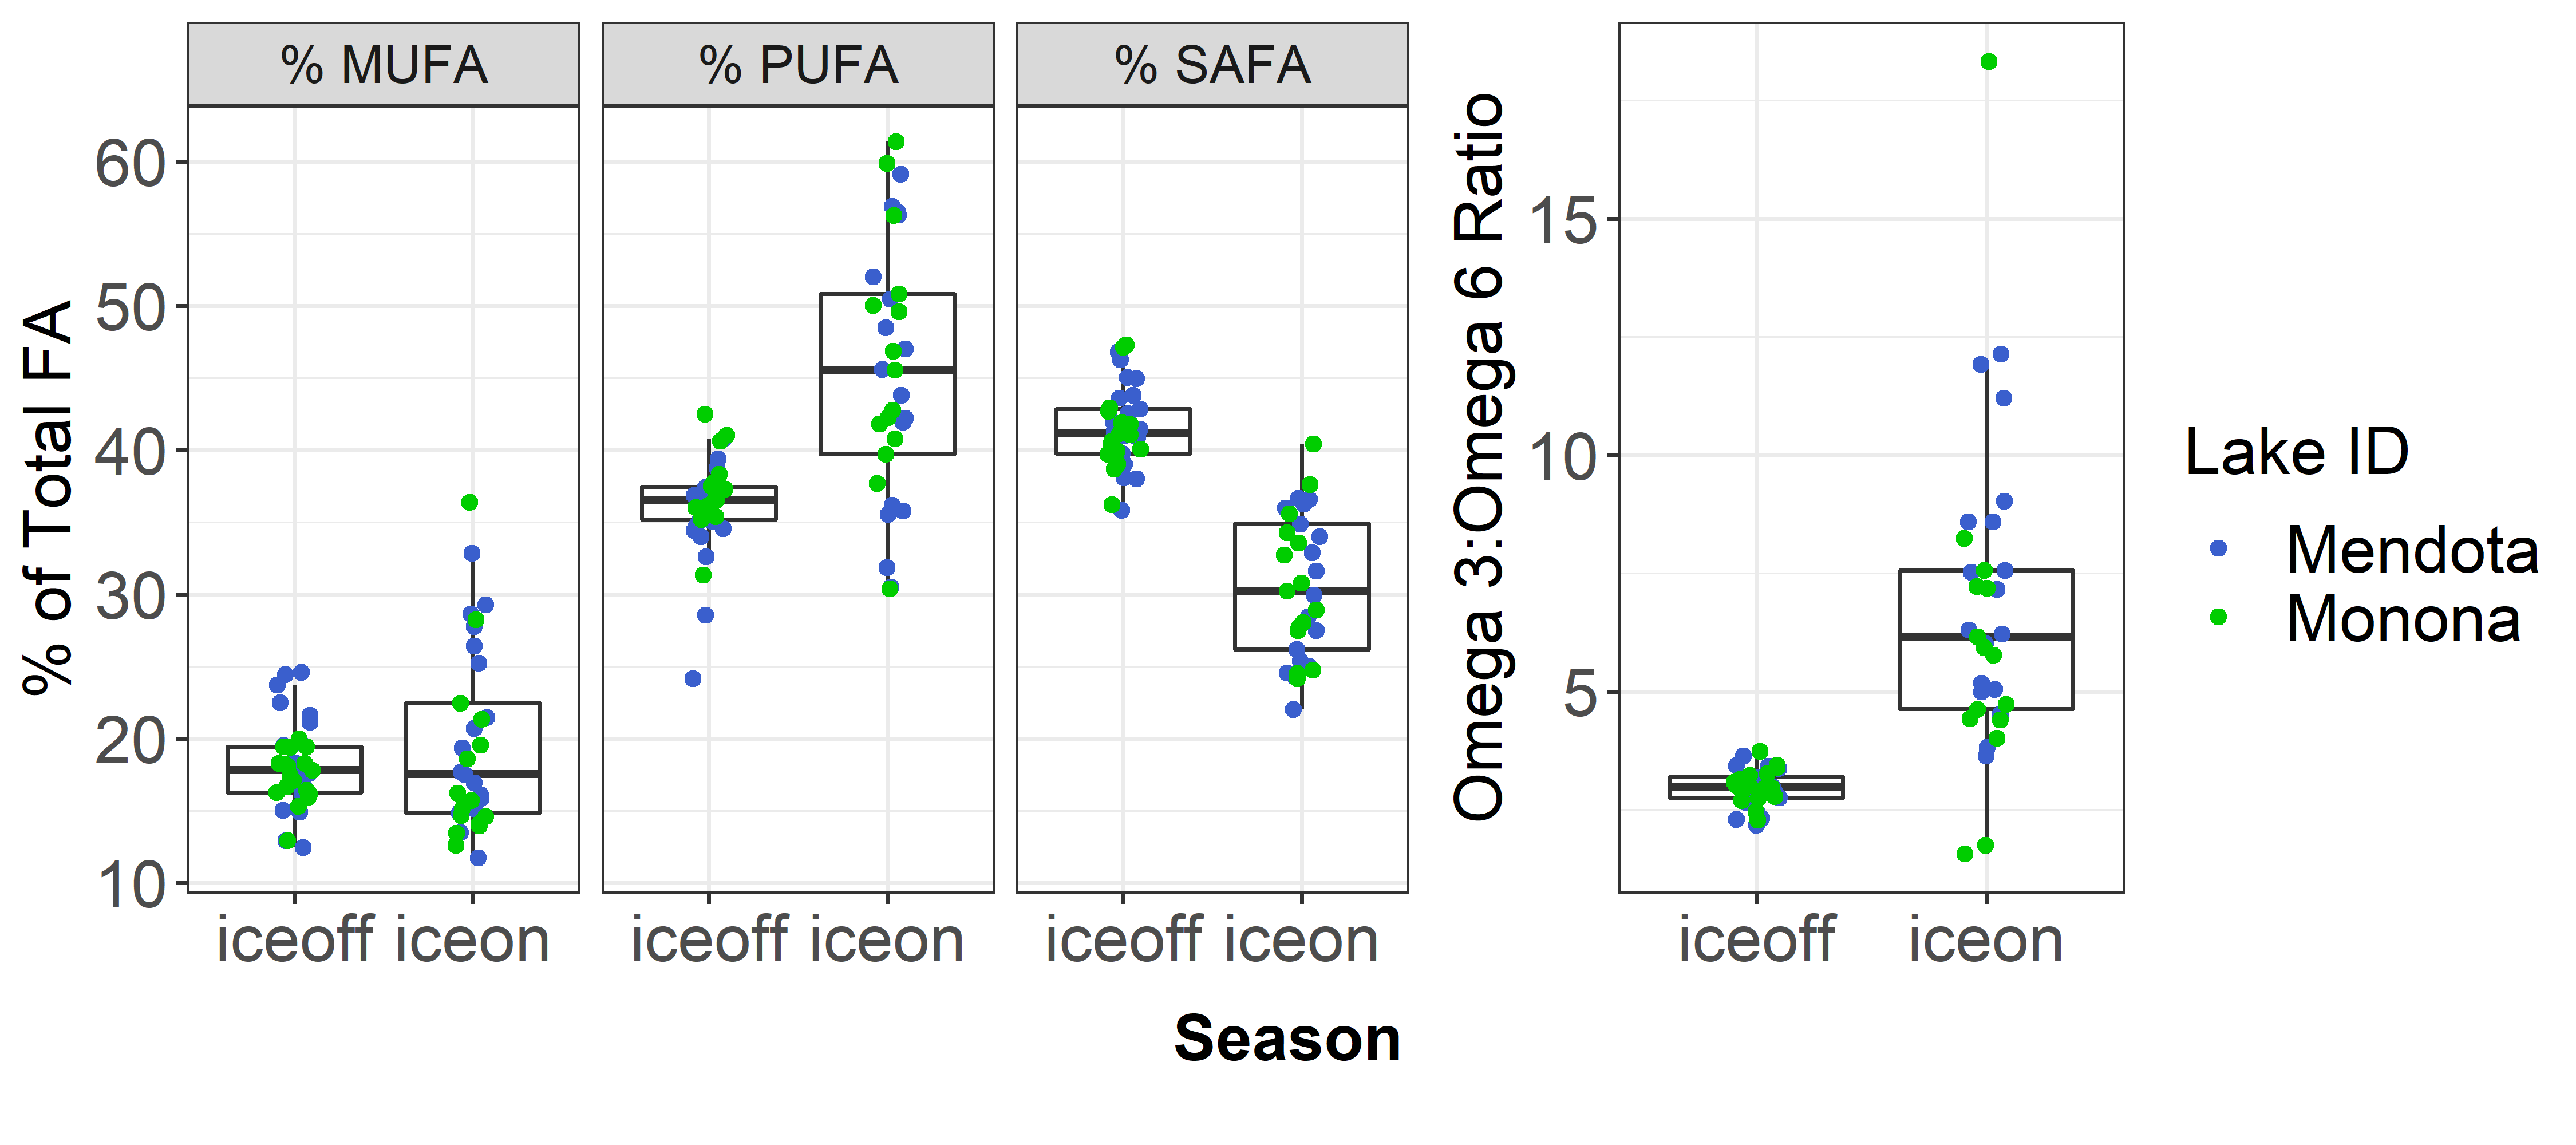 % MUFA
% PUFA
% SAFA
% of Total FA
60
50
40
30
20
10
iceoff iceon
iceoff iceon
iceoff iceon
Omega 3:Omega 6 Ratio
15
10
5
iceoff iceon
Season
Lake ID
Mendota
Monona